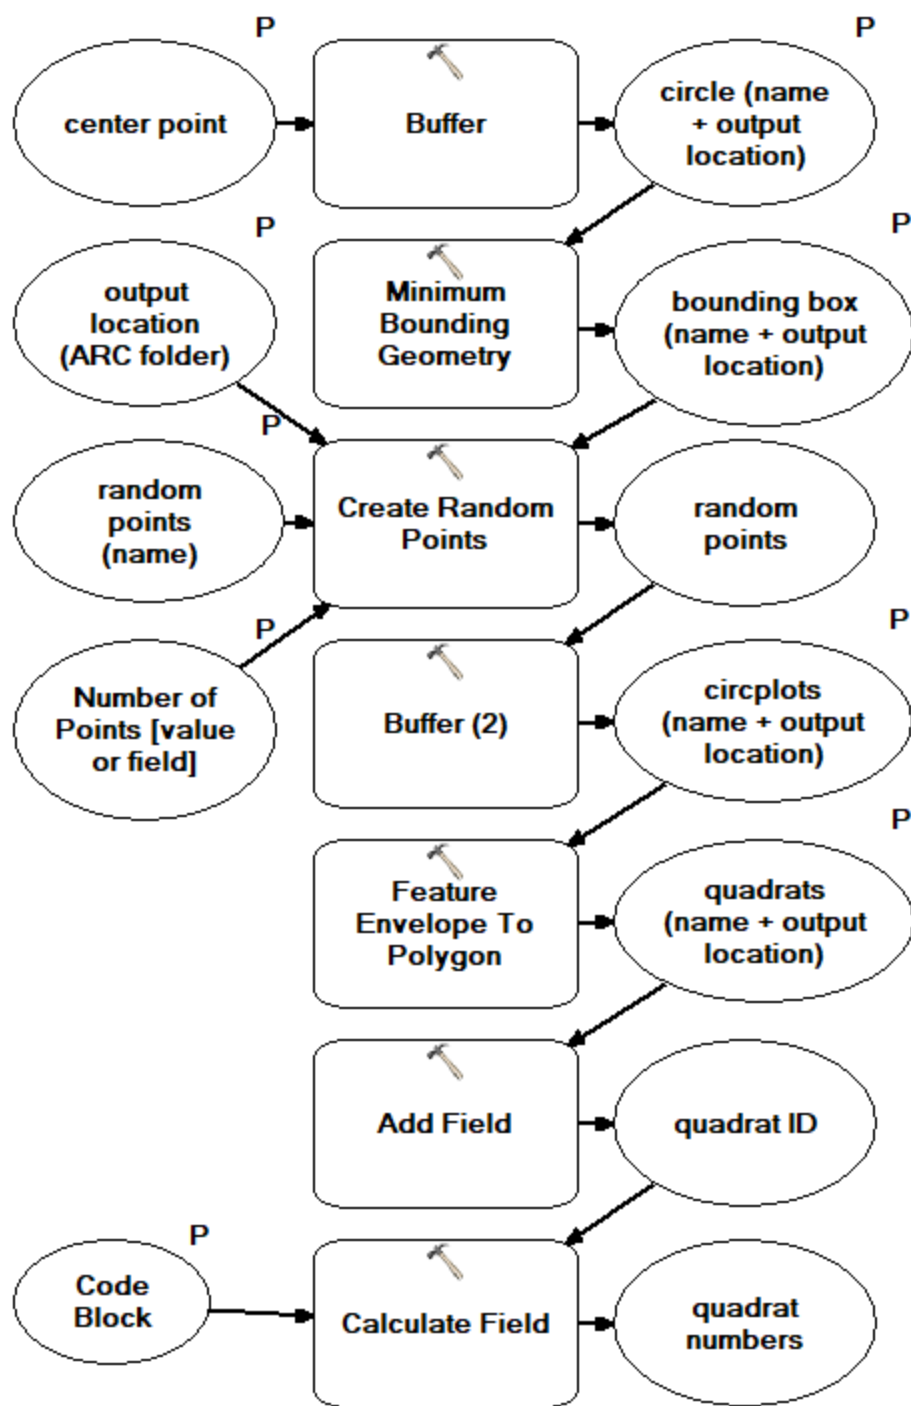 P
P
center point
Buffer
circle (name
+ output
location)
P
P
output
location
(ARC folder)
Minimum
Bounding
Geometry
bounding box
(name + output
location)
P
random
points
(name)
Create Random
Points
random
points
P
P
Number of
Points [value
or field]
Buffer (2)
circplots
(name + output
location)
P
Feature
Envelope To
Polygon
quadrats
(name + output
location)
Add Field
quadrat ID
P
Code
Block
Calculate Field
quadrat
numbers